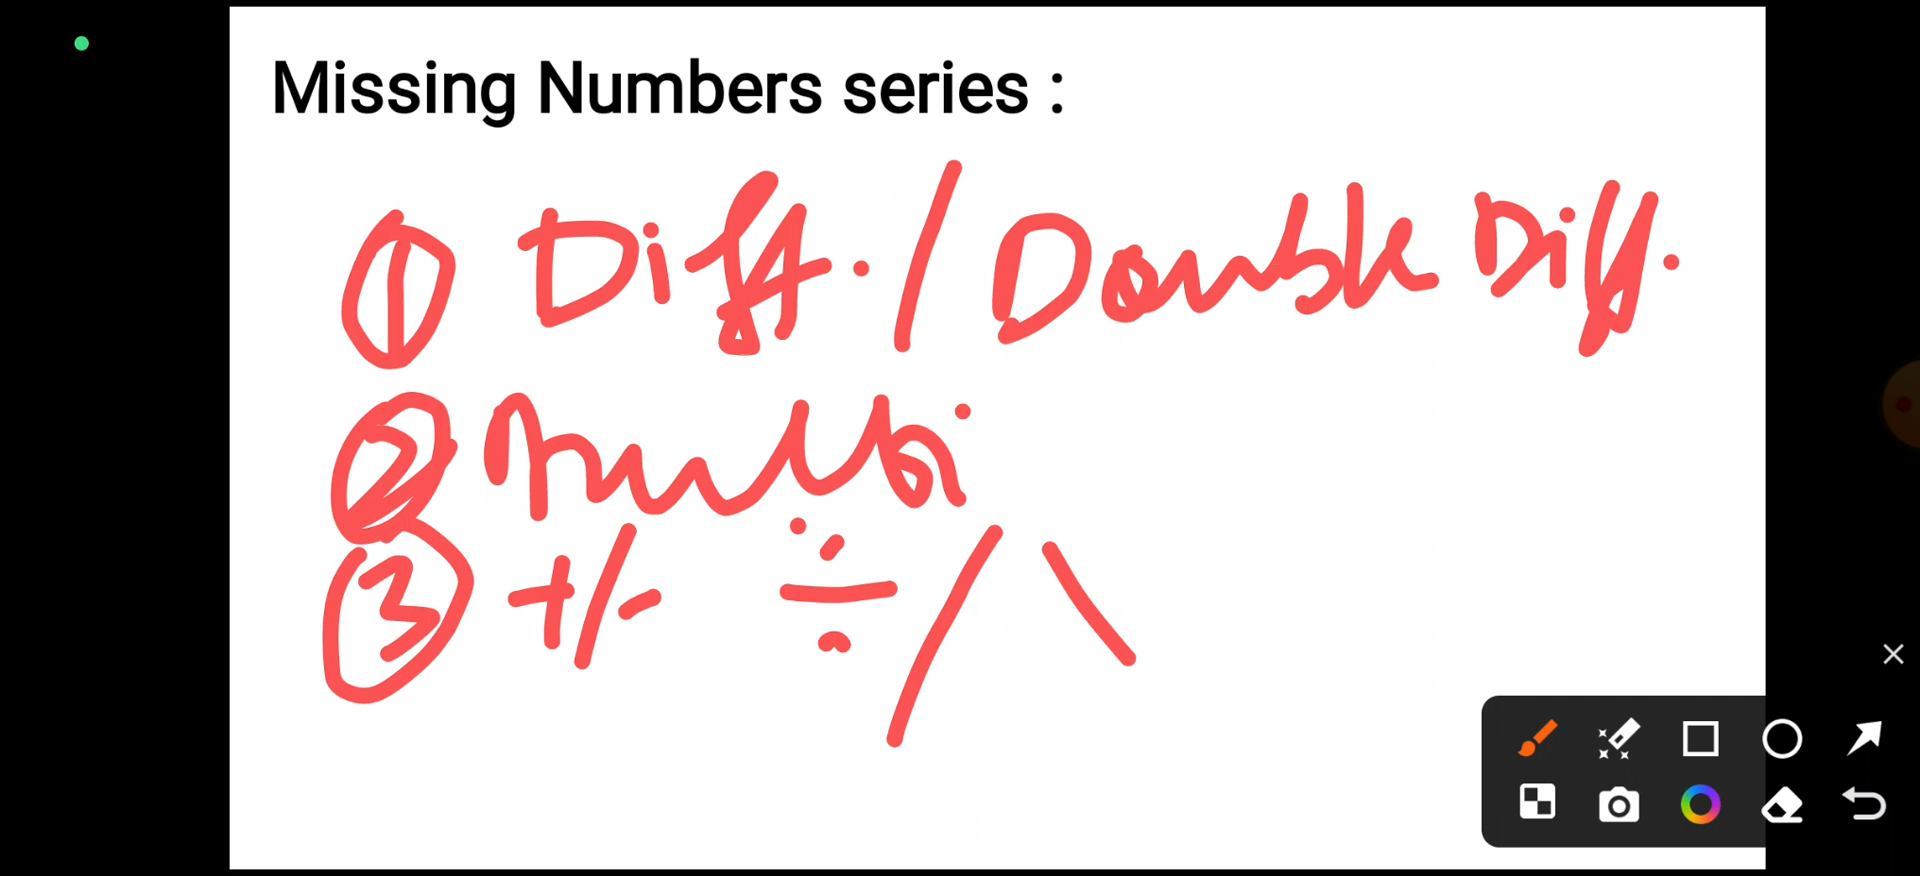 Missing Numbers series :
① Diff. / Double Diff.
② Multi
③ +/- ÷ / \